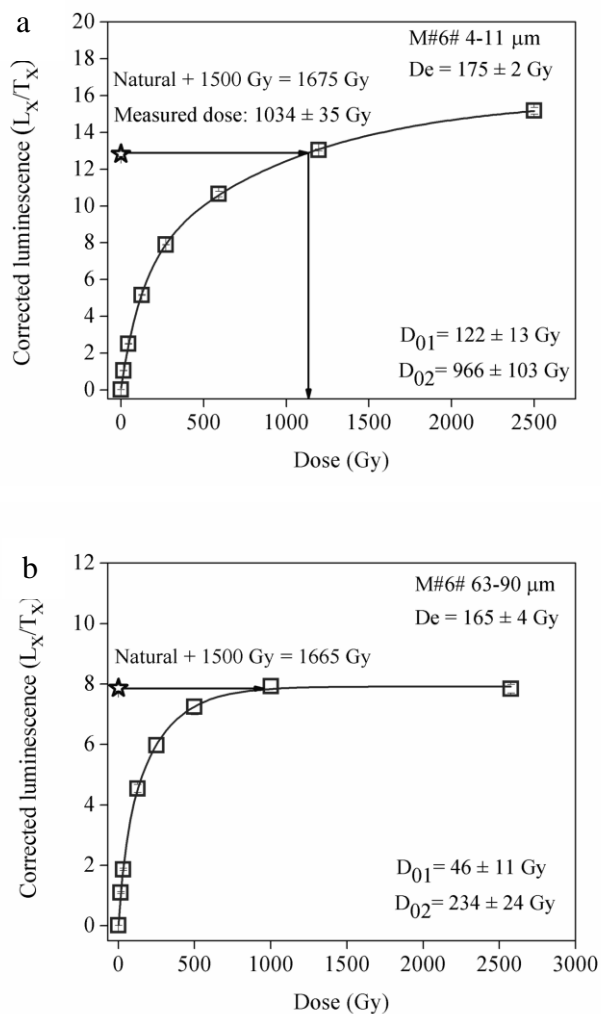 a
M#6# 4-11 μm
Natural + 1500 Gy = 1675 Gy
De = 175 ± 2 Gy
Measured dose: 1034 ± 35 Gy
D01= 122 ± 13 Gy
D02= 966 ± 103 Gy
Corrected luminescence (LX/TX)
20
18
16
14
12
10
8
6
4
2
0
0 500 1000 1500 2000 2500
Dose (Gy)
b
M#6# 63-90 μm
De = 165 ± 4 Gy
Natural + 1500 Gy = 1665 Gy
D01= 46 ± 11 Gy
D02= 234 ± 24 Gy
Corrected luminescence (LX/TX)
12
10
8
6
4
2
0
0 500 1000 1500 2000 2500 3000
Dose (Gy)